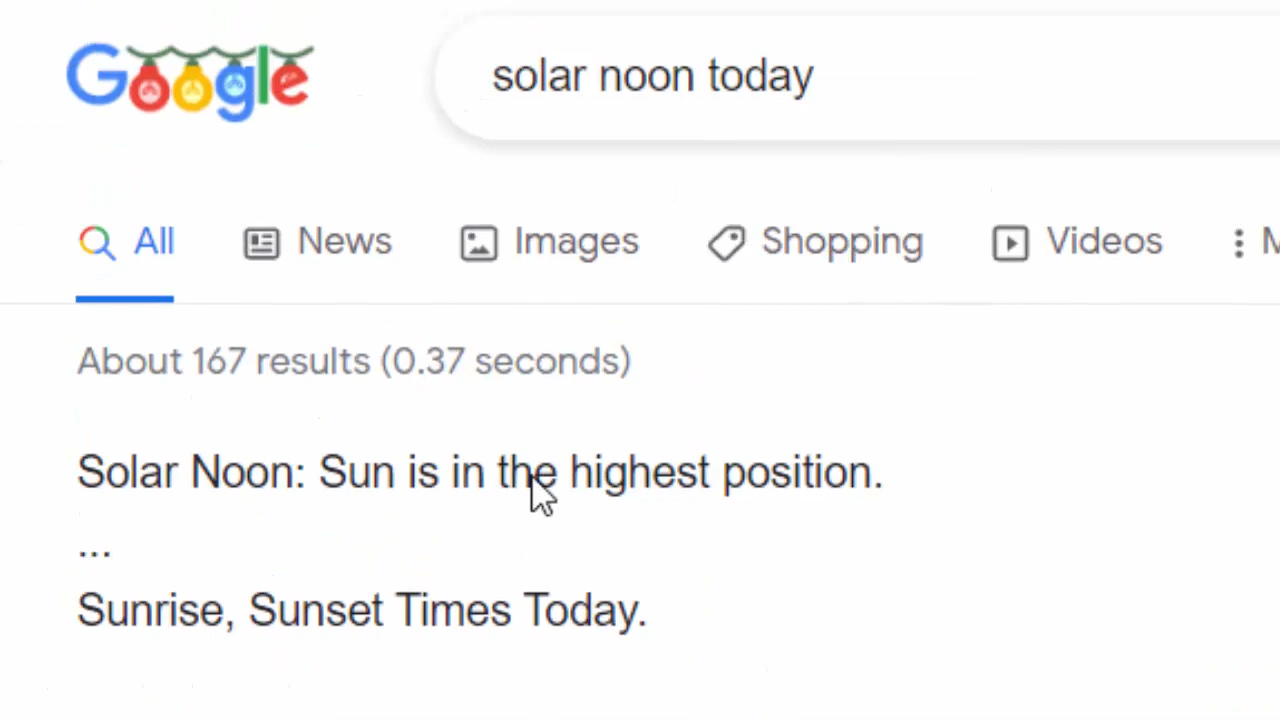 Google
solar noon today
All News Images Shopping Videos
About 167 results (0.37 seconds)
Solar Noon: Sun is in the highest position.
...
Sunrise, Sunset Times Today.